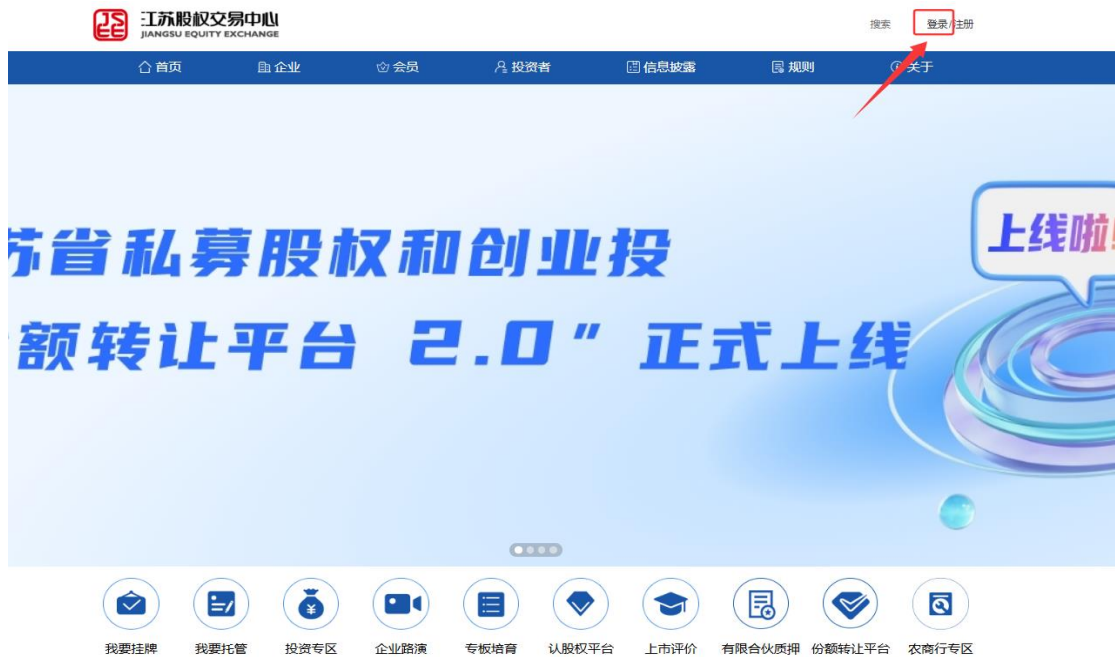 JS
EE
江苏股权交易中心
JIANGSU EQUITY EXCHANGE
搜索 登录/注册
首页 企业 会员 投资者 信息披露 规则 关于
苏省私募股权和创业投
额转让平台 2.0”正式上线
上线啦!
我要挂牌 我要托管 投资专区 企业路演 专板培育 认股权平台 上市评价 有限合伙质押 份额转让平台 农商行专区